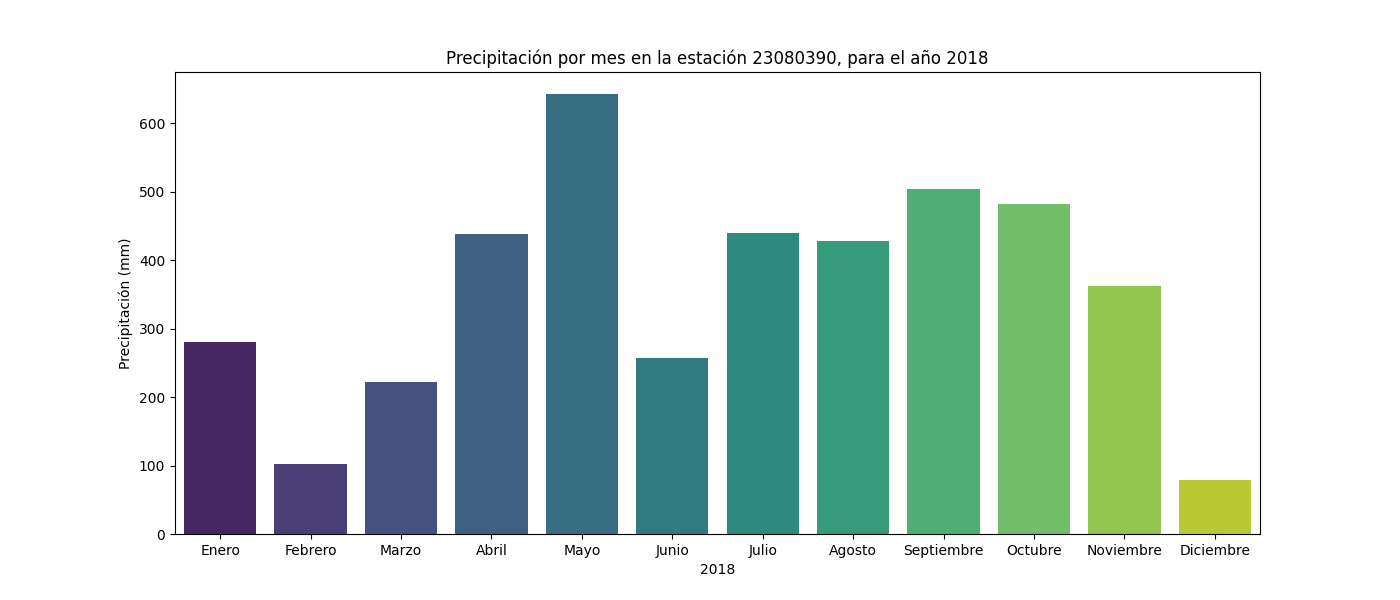 Precipitación por mes en la estación 23080390, para el año 2018
Precipitación (mm)
600
500
400
300
200
100
0
Enero Febrero Marzo Abril Mayo Junio Julio Agosto Septiembre Octubre Noviembre Diciembre
2018